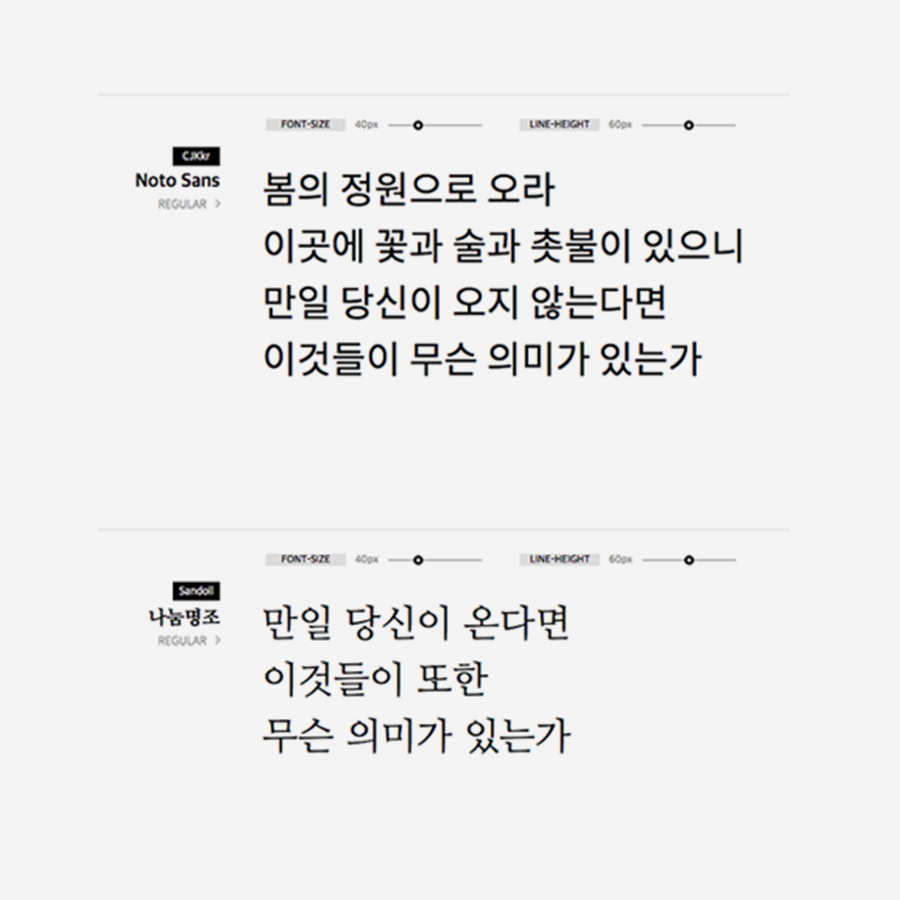 FONT-SIZE 40px LINE-HEIGHT 60px
CJKkr
Noto Sans
REGULAR >
봄의 정원으로 오라
이곳에 꽃과 술과 촛불이 있으니
만일 당신이 오지 않는다면
이것들이 무슨 의미가 있는가
FONT-SIZE 40px LINE-HEIGHT 60px
Sandoll
나눔명조
REGULAR >
만일 당신이 온다면
이것들이 또한
무슨 의미가 있는가